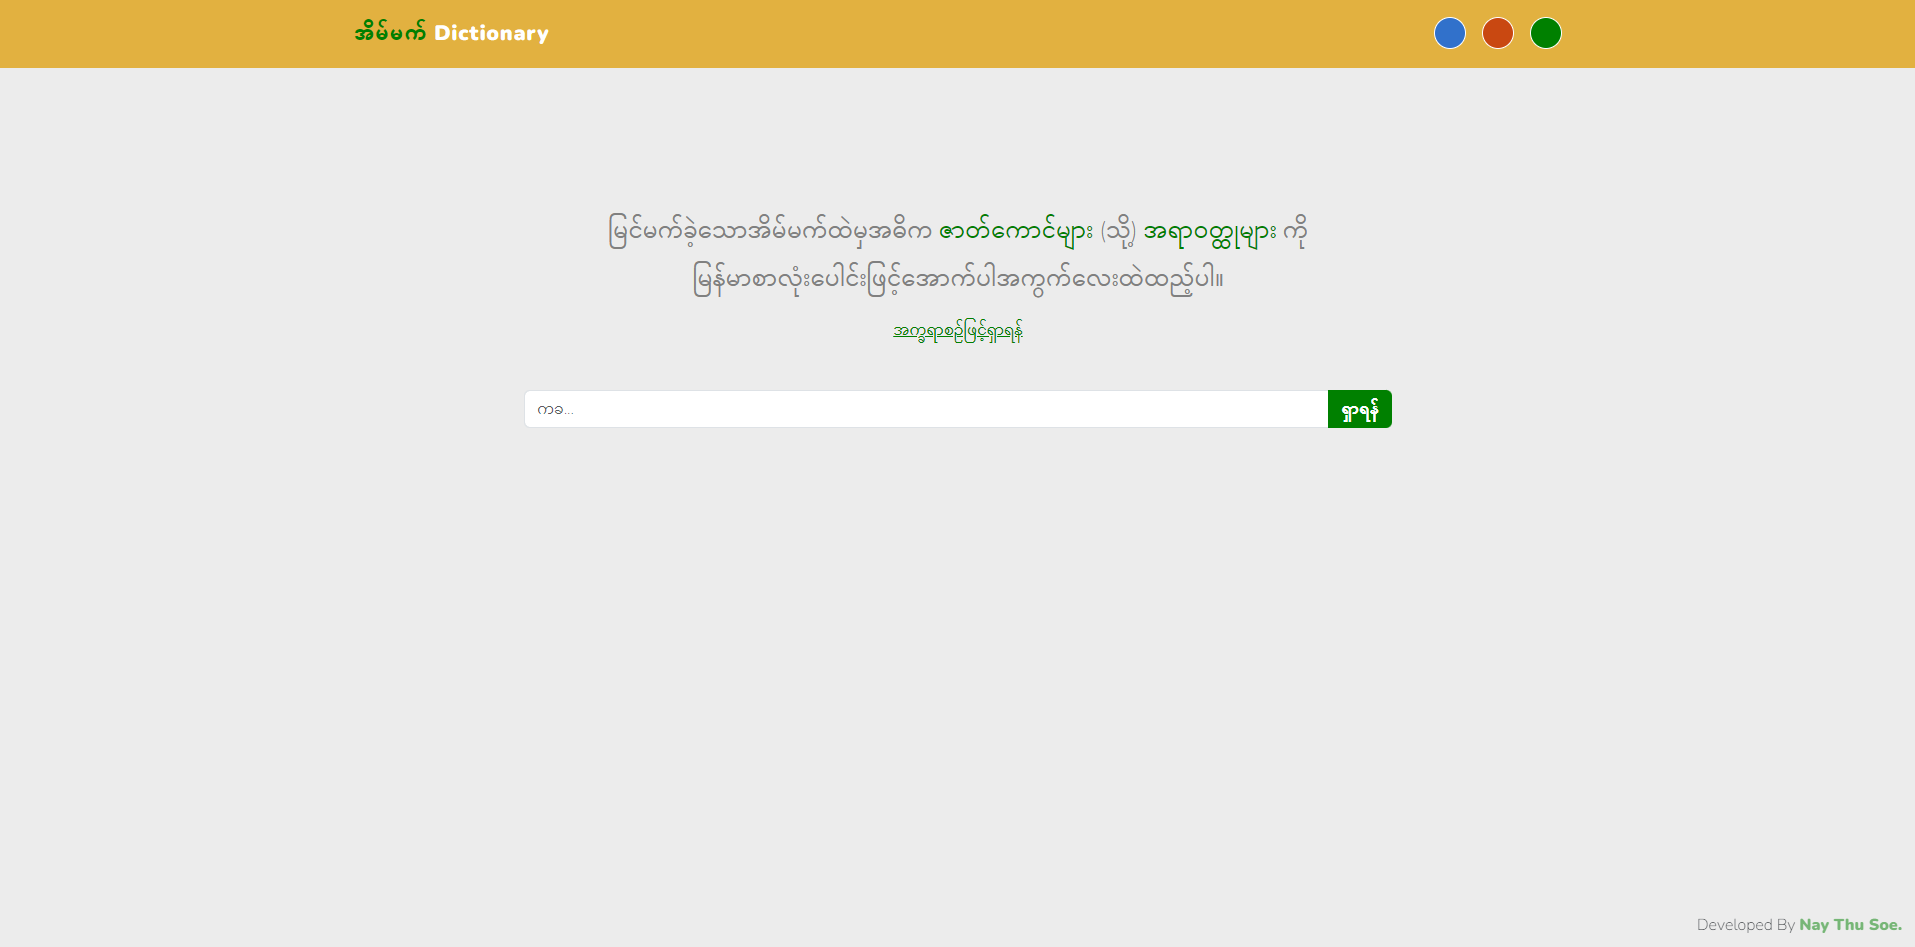 အိမ်မက် Dictionary
မြင်မက်ခဲ့သောအိမ်မက်ထဲမှအဓိက ဇာတ်ကောင်များ (သို့) အရာဝတ္ထုများ ကို
မြန်မာစာလုံးပေါင်းဖြင့်အောက်ပါအကွက်လေးထဲထည့်ပါ။
အက္ခရာစဉ်ဖြင့်ရှာရန်
ကခ...
ရှာရန်
Developed By Nay Thu Soe.